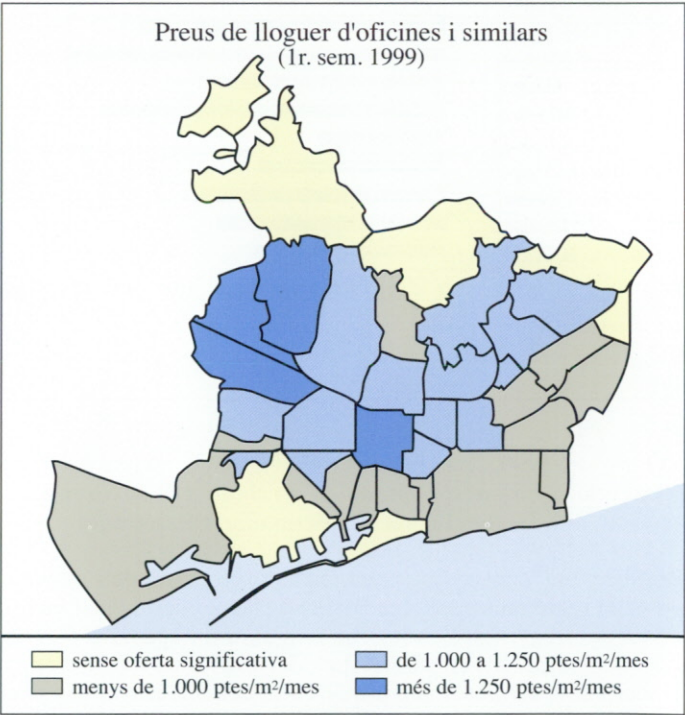 Preus de lloguer d'oficines i similars
(1r. sem. 1999)
sense oferta significativa
menys de 1.000 ptes/m²/mes
de 1.000 a 1.250 ptes/m²/mes
més de 1.250 ptes/m²/mes